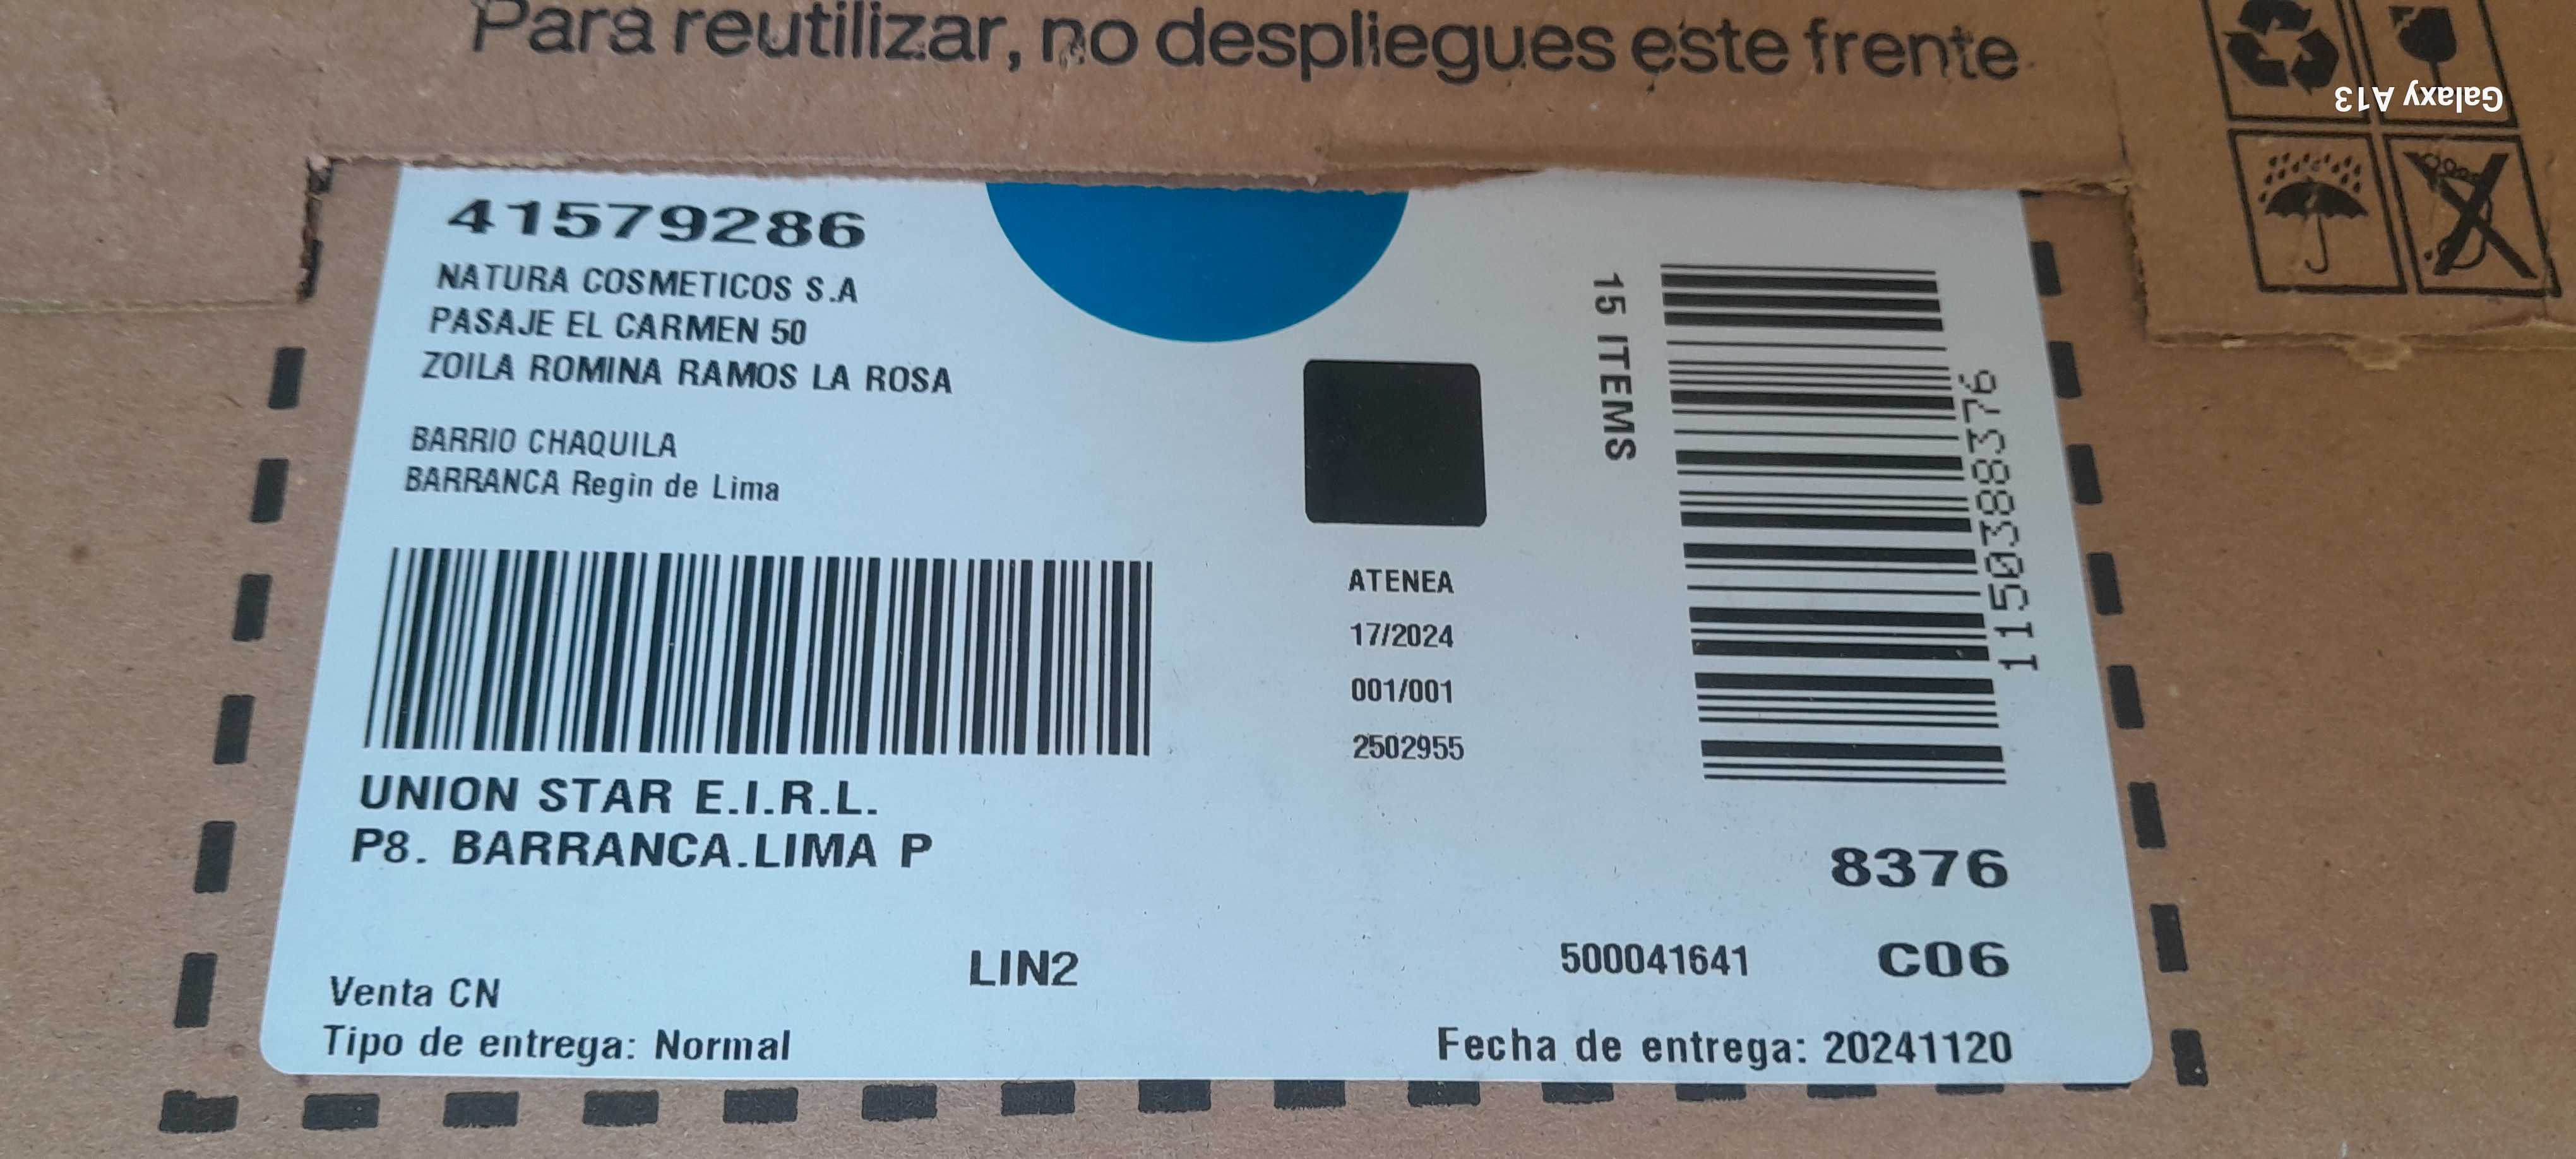 Para reutilizar, no despliegues este frente
Galaxy A13
41579286
NATURA COSMETICOS S.A
PASAJE EL CARMEN 50
ZOILA ROMINA RAMOS LA ROSA
BARRIO CHAQUILA
BARRANCA Regin de Lima
UNION STAR E.I.R.L.
P8. BARRANCA.LIMA P
ATENEA
17/2024
001/001
2502955
15 ITEMS
11503888376
8376
LIN2
500041641 C06
Venta CN
Tipo de entrega: Normal
Fecha de entrega: 20241120